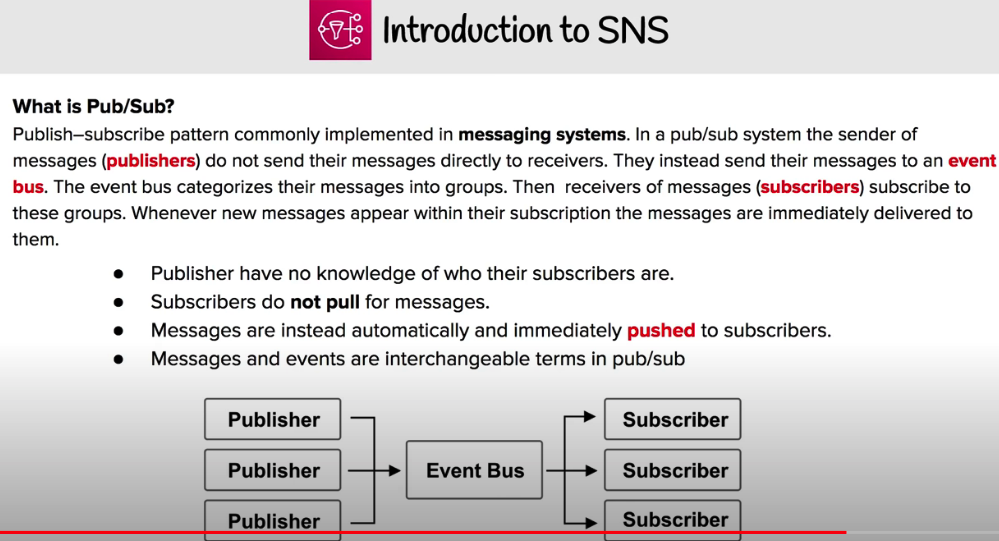 Introduction to SNS
What is Pub/Sub?
Publish–subscribe pattern commonly implemented in messaging systems. In a pub/sub system the sender of
messages (publishers) do not send their messages directly to receivers. They instead send their messages to an event
bus. The event bus categorizes their messages into groups. Then receivers of messages (subscribers) subscribe to
these groups. Whenever new messages appear within their subscription the messages are immediately delivered to
them.
● Publisher have no knowledge of who their subscribers are.
● Subscribers do not pull for messages.
● Messages are instead automatically and immediately pushed to subscribers.
● Messages and events are interchangeable terms in pub/sub
Publisher Subscriber
Publisher Event Bus Subscriber
Publisher Subscriber